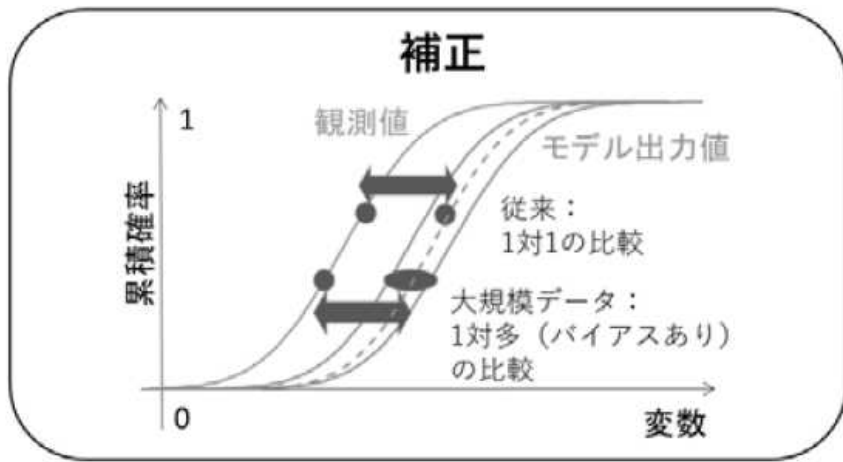 補正
1
観測値
モデル出力値
累積確率
従来：
1対1の比較
大規模データ：
1対多（バイアスあり）
の比較
0
変数